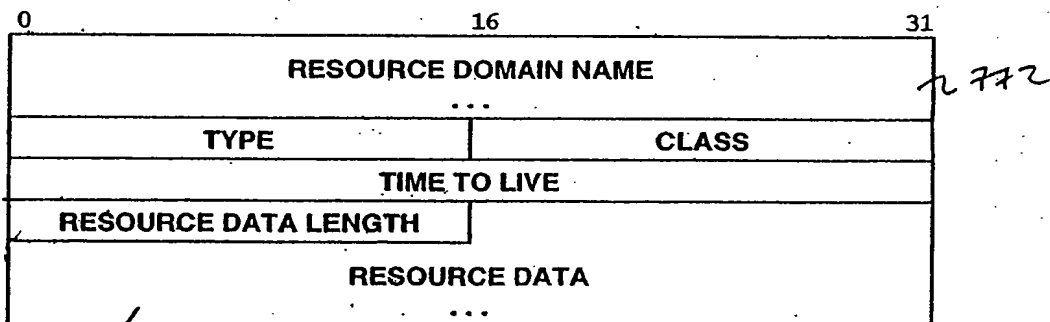 0 16 31
RESOURCE DOMAIN NAME
...
TYPE CLASS
TIME TO LIVE
RESOURCE DATA LENGTH
RESOURCE DATA
...